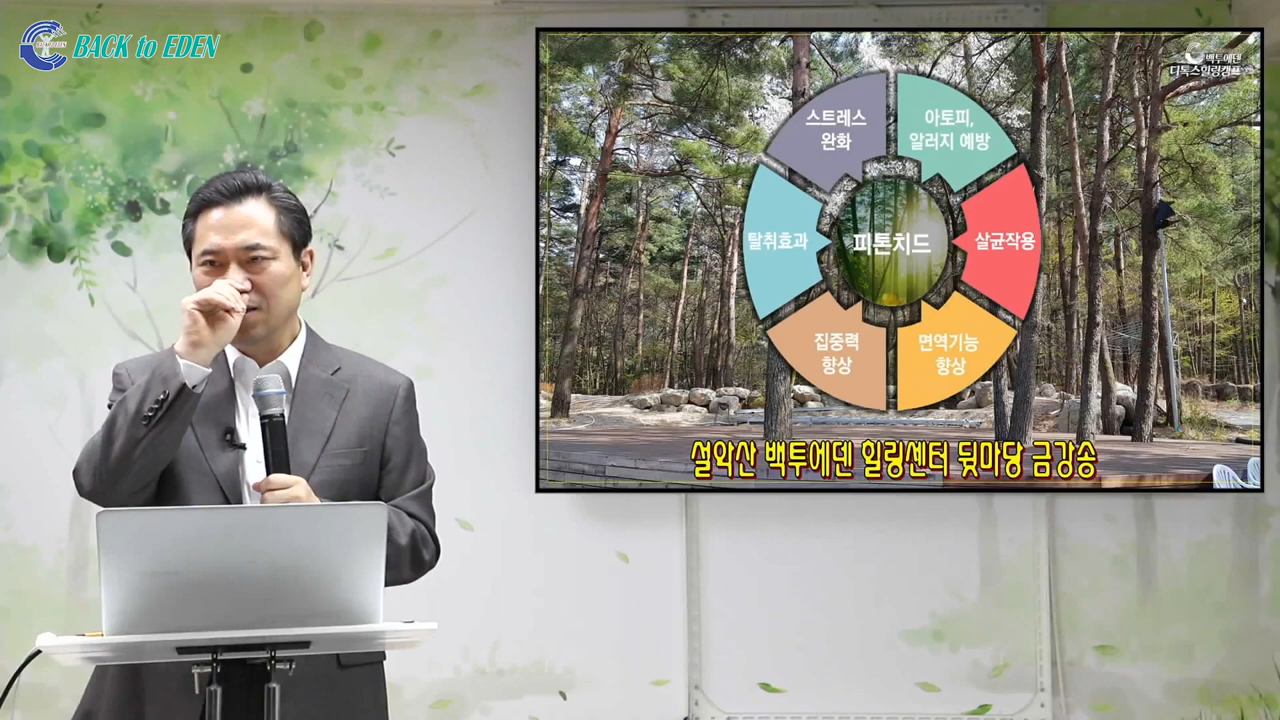 BACK to EDEN
백투에덴
디톡스힐링캠프
스트레스
완화
아토피,
알러지 예방
탈취효과
피톤치드
살균작용
집중력
향상
면역기능
향상
설악산 백투에덴 힐링센터 뒷마당 금강송